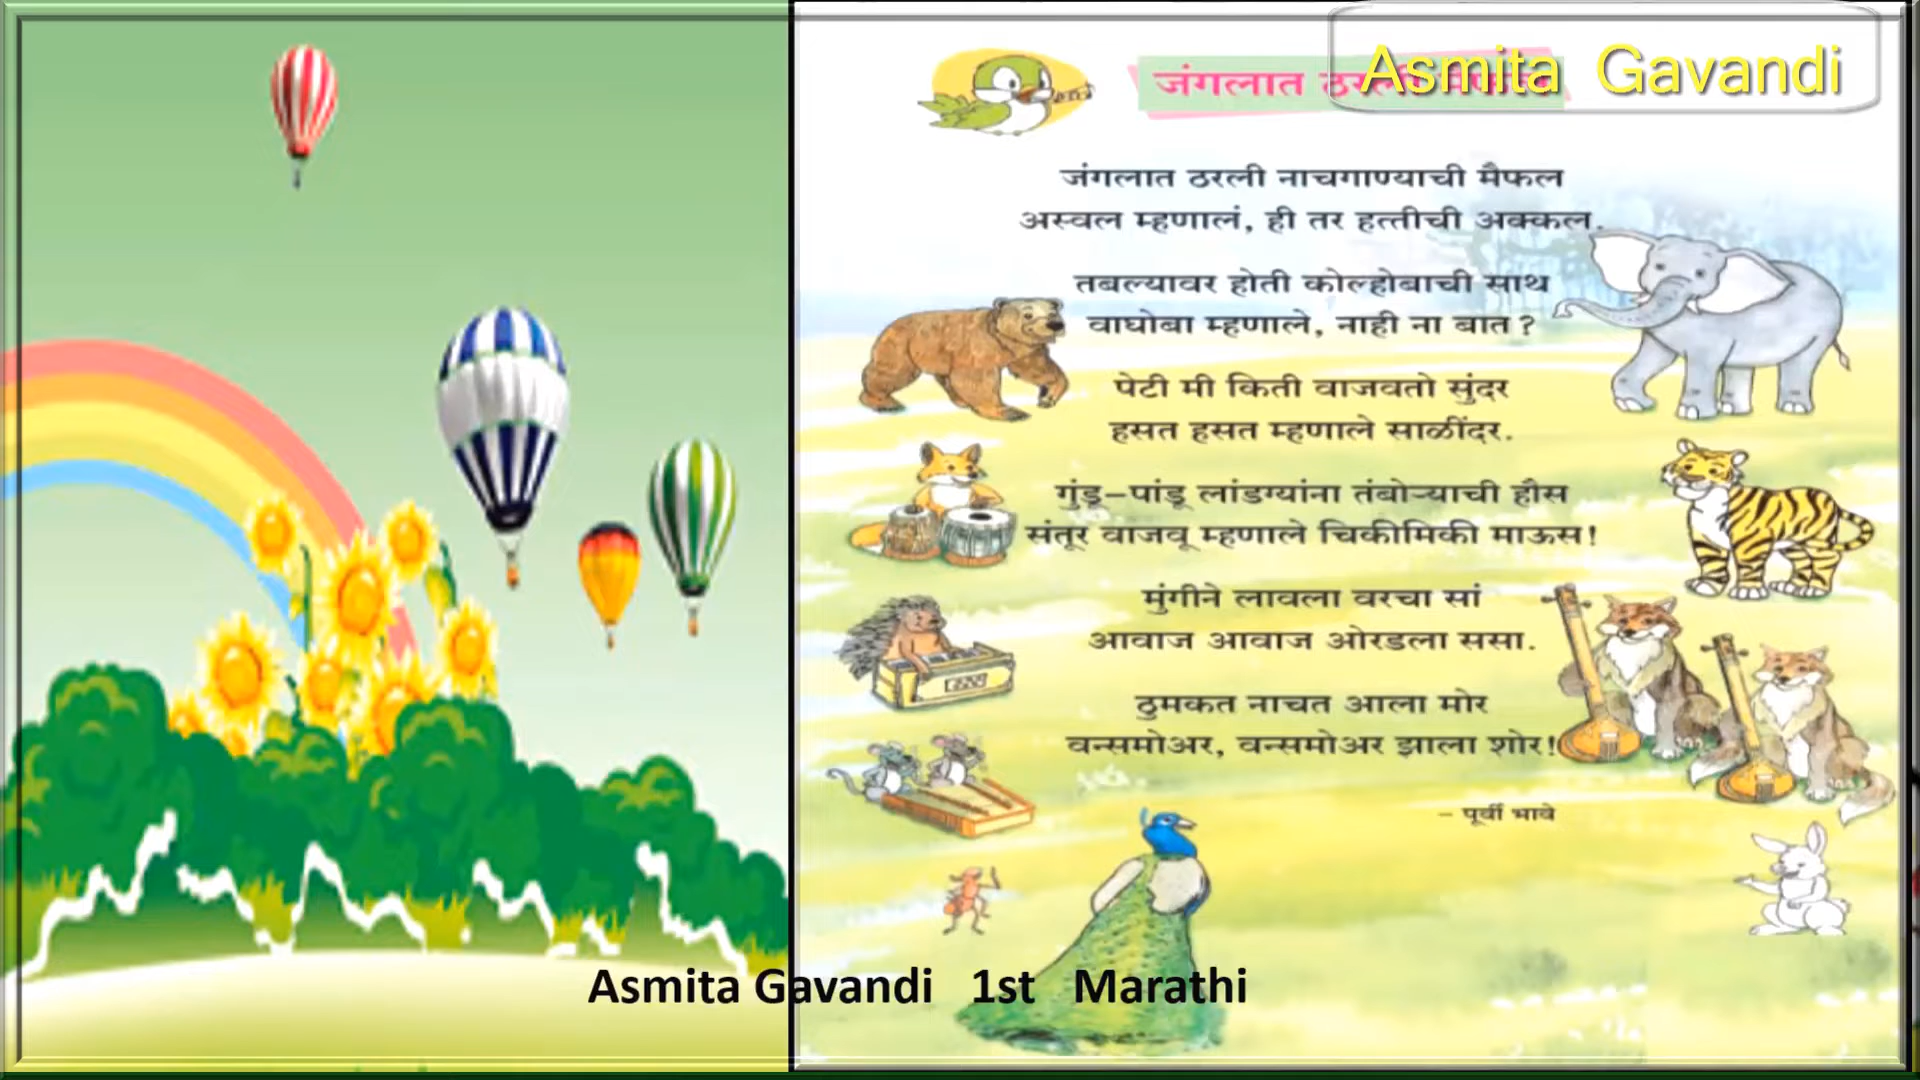 Asmita Gavandi
जंगलात
जंगलात ठरली नाचगाण्याची मैफल
अस्वल म्हणालं, ही तर हत्तीची अक्कल.
तबल्यावर होती कोल्होबाची साथ
वाघोबा म्हणाले, नाही ना बात ?
पेटी मी किती वाजवतो सुंदर
हसत हसत म्हणाले साळींदर.
गुंडू–पांडू लांडग्यांना तंबोऱ्याची हौस
संतूर वाजवू म्हणाले चिकीमिकी माऊस!
मुंगीने लावला वरचा सां
आवाज आवाज ओरडला ससा.
ठुमकत नाचत आला मोर
वन्समोअर, वन्समोअर झाला शोर!
– पूर्वी भावे
Asmita Gavandi 1st Marathi